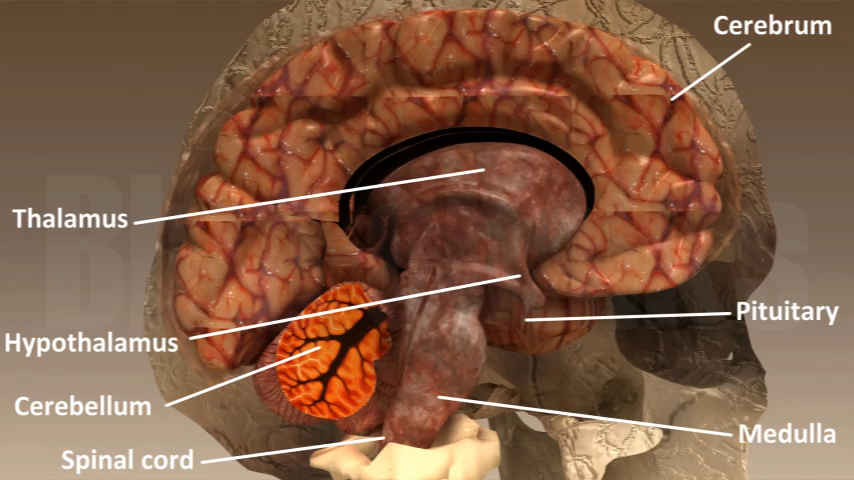 Cerebrum
Thalamus
Hypothalamus
Pituitary
Cerebellum
Medulla
Spinal cord